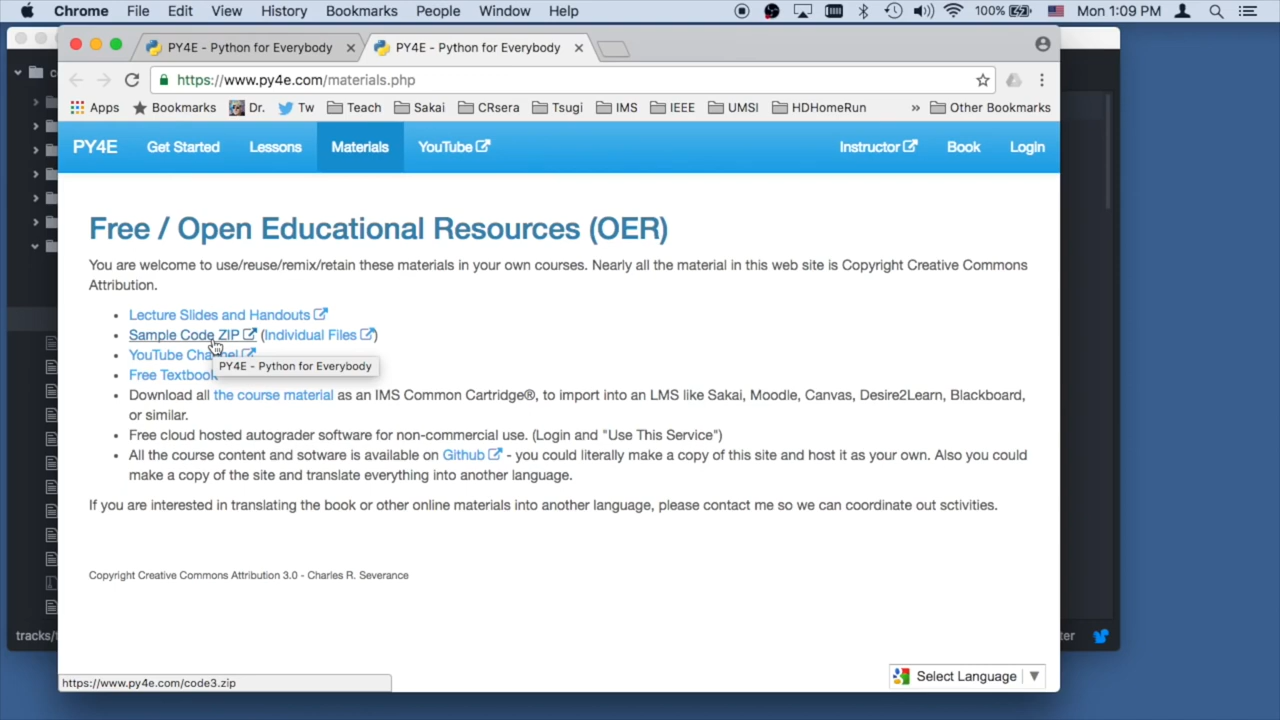 Chrome File Edit View History Bookmarks People Window Help 100% Mon 1:09 PM
PY4E - Python for Everybody PY4E - Python for Everybody
https://www.py4e.com/materials.php
Apps Bookmarks Dr. Tw Teach Sakai CRsera Tsugi IMS IEEE UMSI HDHomeRun » Other Bookmarks
PY4E Get Started Lessons Materials YouTube Instructor Book Login
Free / Open Educational Resources (OER)
You are welcome to use/reuse/remix/retain these materials in your own courses. Nearly all the material in this web site is Copyright Creative Commons
Attribution.
• Lecture Slides and Handouts
• Sample Code ZIP (Individual Files)
• YouTube Channel
PY4E - Python for Everybody
• Free Textbook
• Download all the course material as an IMS Common Cartridge®, to import into an LMS like Sakai, Moodle, Canvas, Desire2Learn, Blackboard,
or similar.
• Free cloud hosted autograder software for non-commercial use. (Login and "Use This Service")
• All the course content and sotware is available on Github - you could literally make a copy of this site and host it as your own. Also you could
make a copy of the site and translate everything into another language.
If you are interested in translating the book or other online materials into another language, please contact me so we can coordinate out sctivities.
Copyright Creative Commons Attribution 3.0 - Charles R. Severance
tracks/
ter
Select Language ▼
https://www.py4e.com/code3.zip